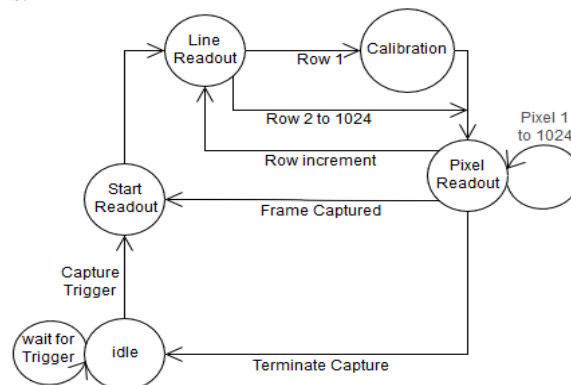 Line
Readout
Row 1
Calibration
Row 2 to 1024
Pixel 1
to 1024
Row increment
Pixel
Readout
Start
Readout
Frame Captured
Capture
Trigger
wait for
Trigger
idle
Terminate Capture